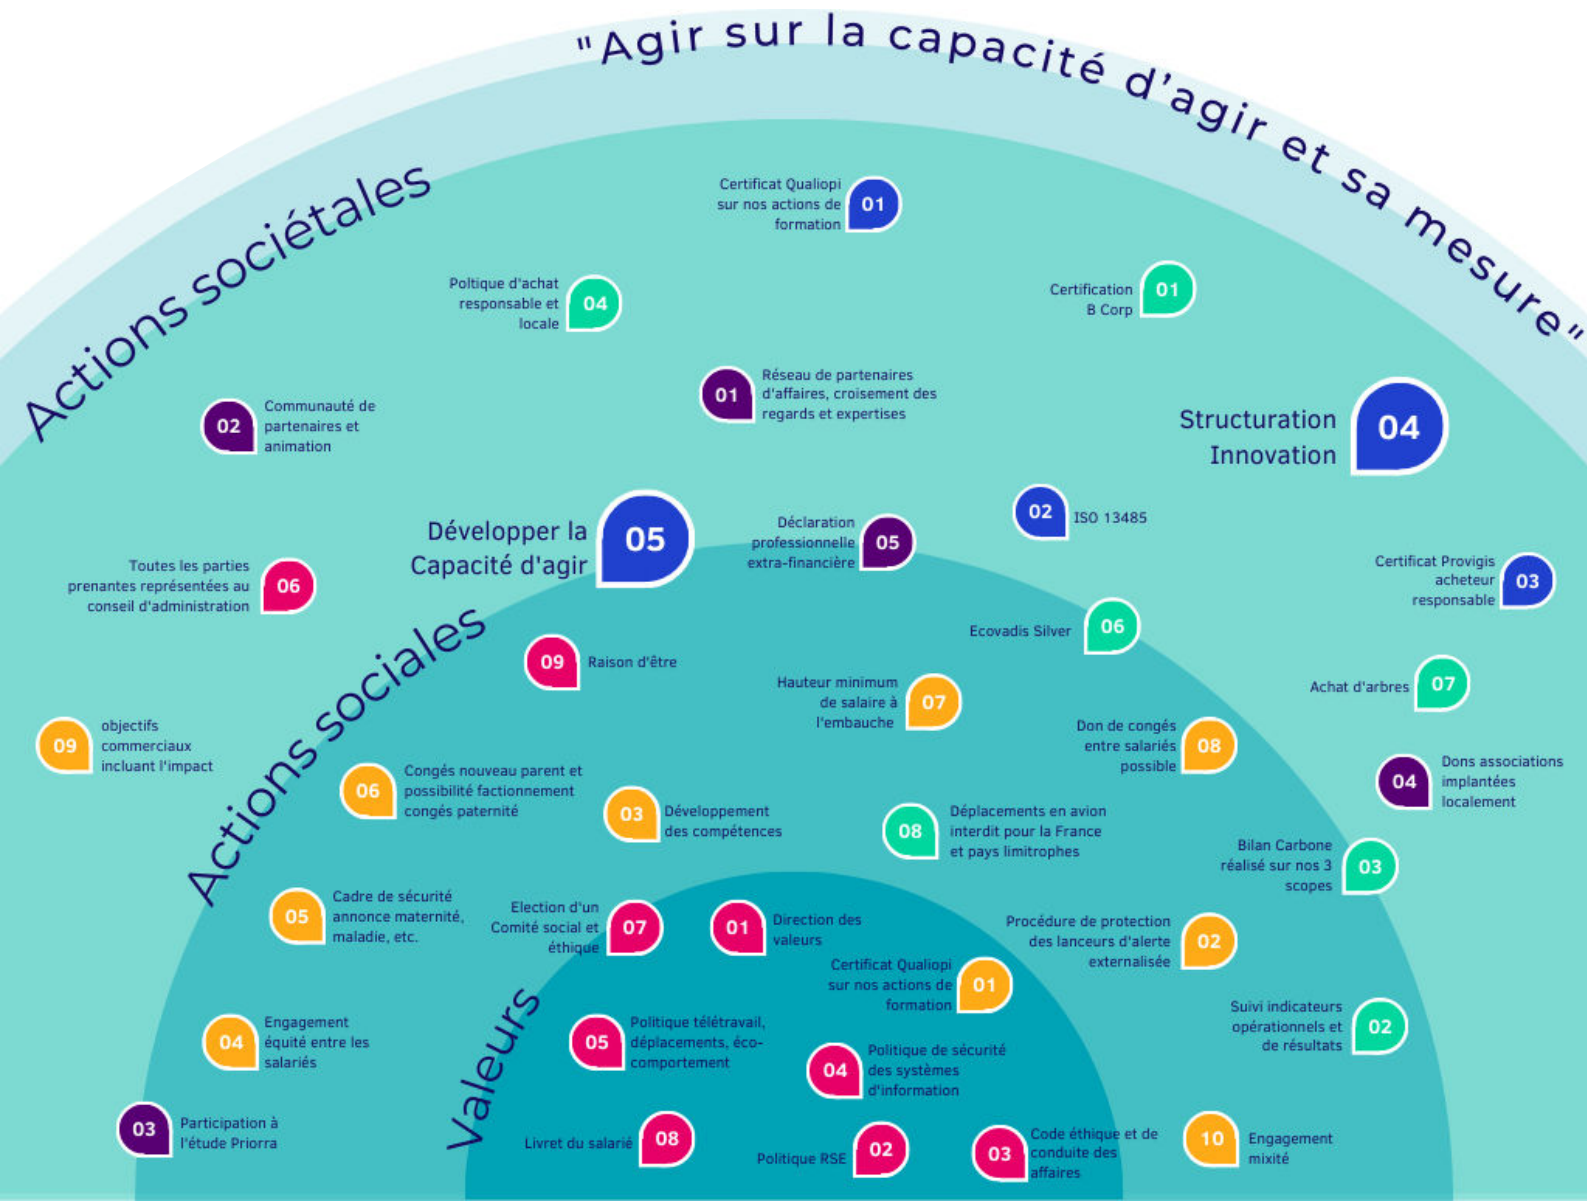 "Agir sur la capacité d'agir et sa mesure"
Actions sociétales
Certificat Qualiopi
sur nos actions de
formation
01
Poltique d'achat
responsable et
locale
04
Certification
B Corp
01
Réseau de partenaires
d'affaires, croisement des
regards et expertises
01
Communauté de
partenaires et
animation
02
Structuration
Innovation
04
Développer la
Capacité d'agir
05
Déclaration
professionnelle
extra-financière
05
02
ISO 13485
Toutes les parties
prenantes représentées au
conseil d'administration
06
Certificat Provigis
acheteur
responsable
03
Actions sociales
Ecovadis Silver
06
09
Raison d'être
Hauteur minimum
de salaire à
l'embauche
07
Achat d'arbres
07
09
objectifs
commerciaux
incluant l'impact
Don de congés
entre salariés
possible
08
04
Dons associations
implantées
localement
06
Congés nouveau parent et
possibilité factionnement
congés paternité
03
Développement
des compétences
08
Déplacements en avion
interdit pour la France
et pays limitrophes
Bilan Carbone
réalisé sur nos 3
scopes
03
05
Cadre de sécurité
annonce maternité,
maladie, etc.
Election d'un
Comité social et
éthique
07
01
Direction des
valeurs
Procédure de protection
des lanceurs d'alerte
externalisée
02
Certificat Qualiopi
sur nos actions de
formation
01
Valeurs
04
Engagement
équité entre les
salariés
05
Politique télétravail,
déplacements, éco-
comportement
04
Politique de sécurité
des systèmes
d'information
Suivi indicateurs
opérationnels et
de résultats
02
03
Participation à
l'étude Priorra
Livret du salarié
08
Politique RSE
02
03
Code éthique et de
conduite des
affaires
10
Engagement
mixité